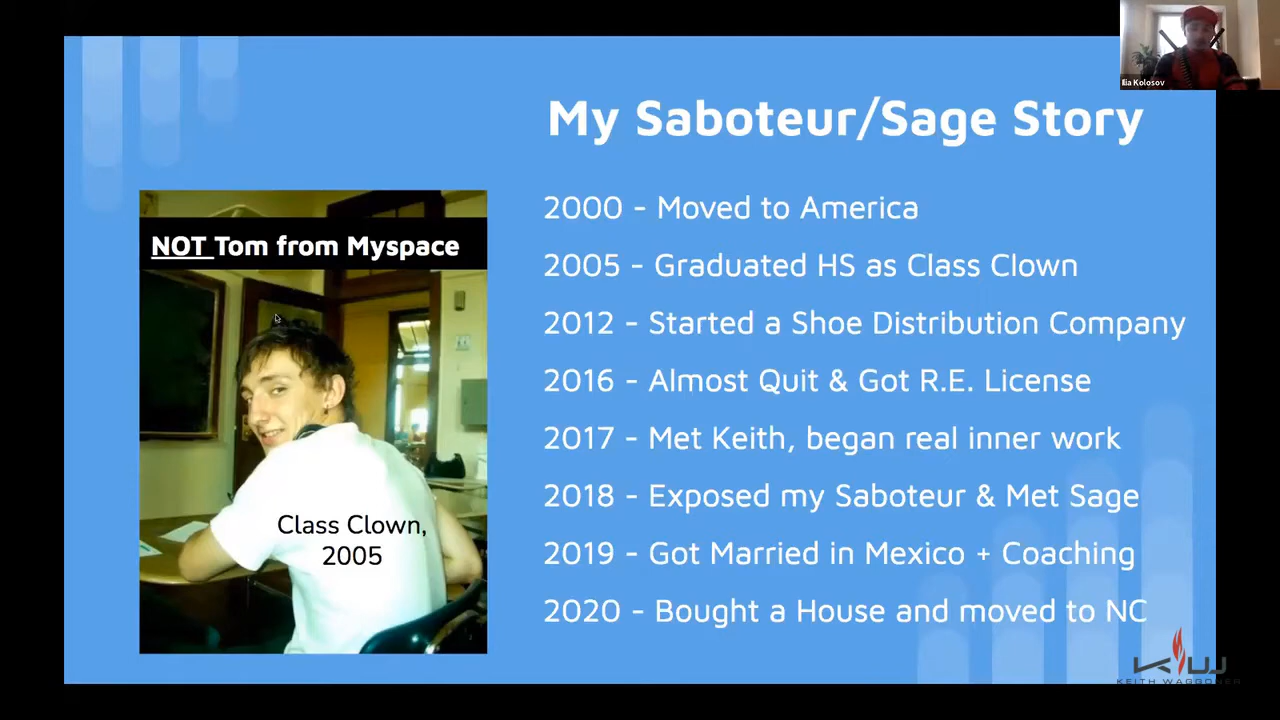 Ilia Kolosov
My Saboteur/Sage Story
NOT Tom from Myspace
Class Clown,
2005
2000 - Moved to America
2005 - Graduated HS as Class Clown
2012 - Started a Shoe Distribution Company
2016 - Almost Quit & Got R.E. License
2017 - Met Keith, began real inner work
2018 - Exposed my Saboteur & Met Sage
2019 - Got Married in Mexico + Coaching
2020 - Bought a House and moved to NC
KW
KEITH WAGGONER